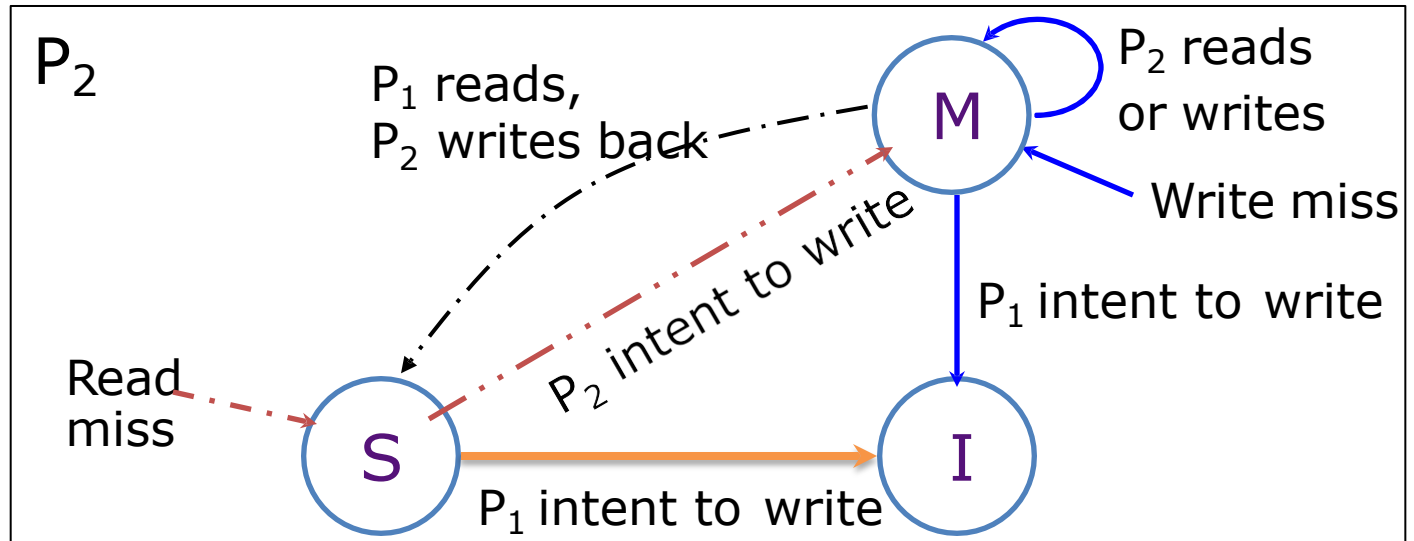 P₂
P₁ reads,
P₂ writes back
M
P₂ reads
or writes
Write miss
P₂ intent to write
P₁ intent to write
Read
miss
S
I
P₁ intent to write